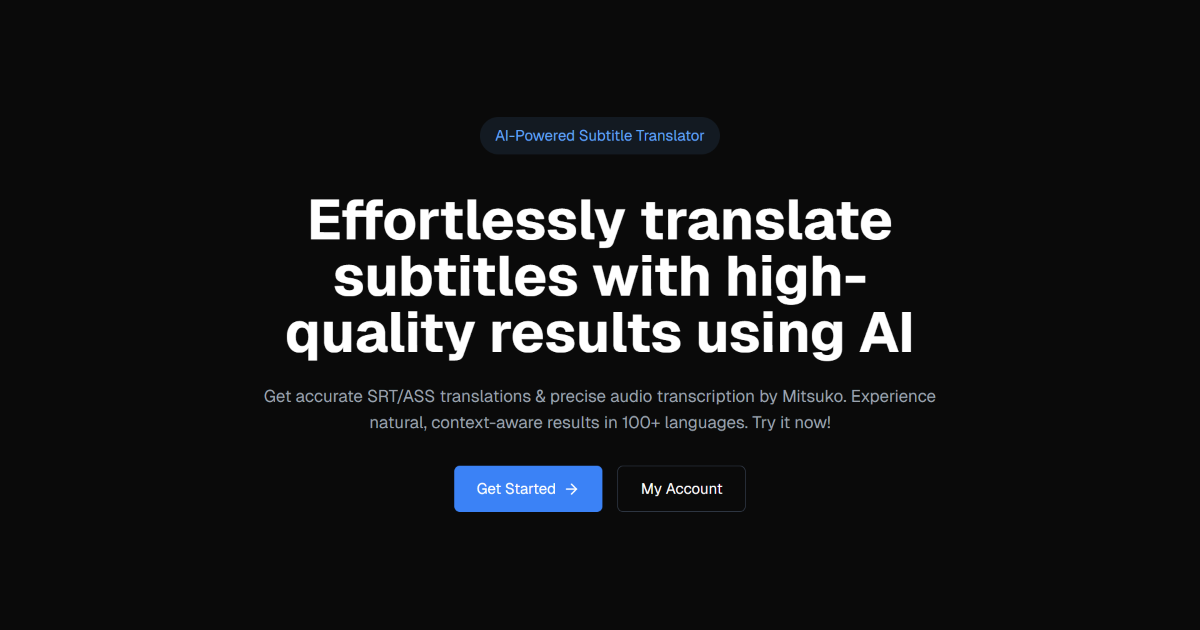 AI-Powered Subtitle Translator
Effortlessly translate
subtitles with high-
quality results using AI
Get accurate SRT/ASS translations & precise audio transcription by Mitsuko. Experience
natural, context-aware results in 100+ languages. Try it now!
Get Started →
My Account